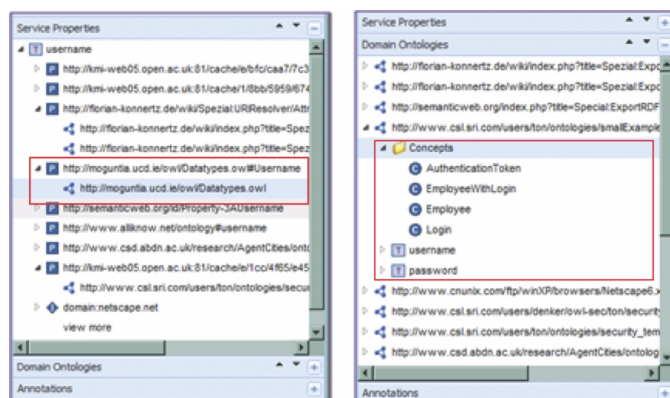 Service Properties
username
http://kmi-web05.open.ac.uk:81/cache/e/bfc/caa7/7c3
http://kmi-web05.open.ac.uk:81/cache/1/8bb/5959/674
http://florian-konnertz.de/wiki/Spezial:URIResolver/Attr
http://florian-konnertz.de/wiki/index.php?title=Spez
http://florian-konnertz.de/wiki/index.php?title=Spez
http://moguntia.ucd.ie/owl/Datatypes.owl#Username
http://moguntia.ucd.ie/owl/Datatypes.owl
http://semanticweb.org/id/Property-3AUsername
http://www.alliknow.net/ontology#username
http://www.csd.abdn.ac.uk/research/AgentCities/onto
http://kmi-web05.open.ac.uk:81/cache/e/1cc/4f65/e45
http://www.csl.sri.com/users/ton/ontologies/secu
domain:netscape.net
view more
Domain Ontologies
Annotations
Service Properties
Domain Ontologies
http://florian-konnertz.de/wiki/index.php?title=Spezial:Expo
http://florian-konnertz.de/wiki/index.php?title=Spezial:Expo
http://semanticweb.org/index.php?title=Special:ExportRDF
http://www.csl.sri.com/users/ton/ontologies/smallExample
Concepts
AuthenticationToken
EmployeeWithLogin
Employee
Login
username
password
http://www.cnunix.com/ftp/winXP/browsers/Netscape6.x
http://www.csl.sri.com/users/denker/owl-sec/ton/security
http://www.csl.sri.com/users/ton/ontologies/security_tem
http://www.csd.abdn.ac.uk/research/AgentCities/ontolog
Annotations